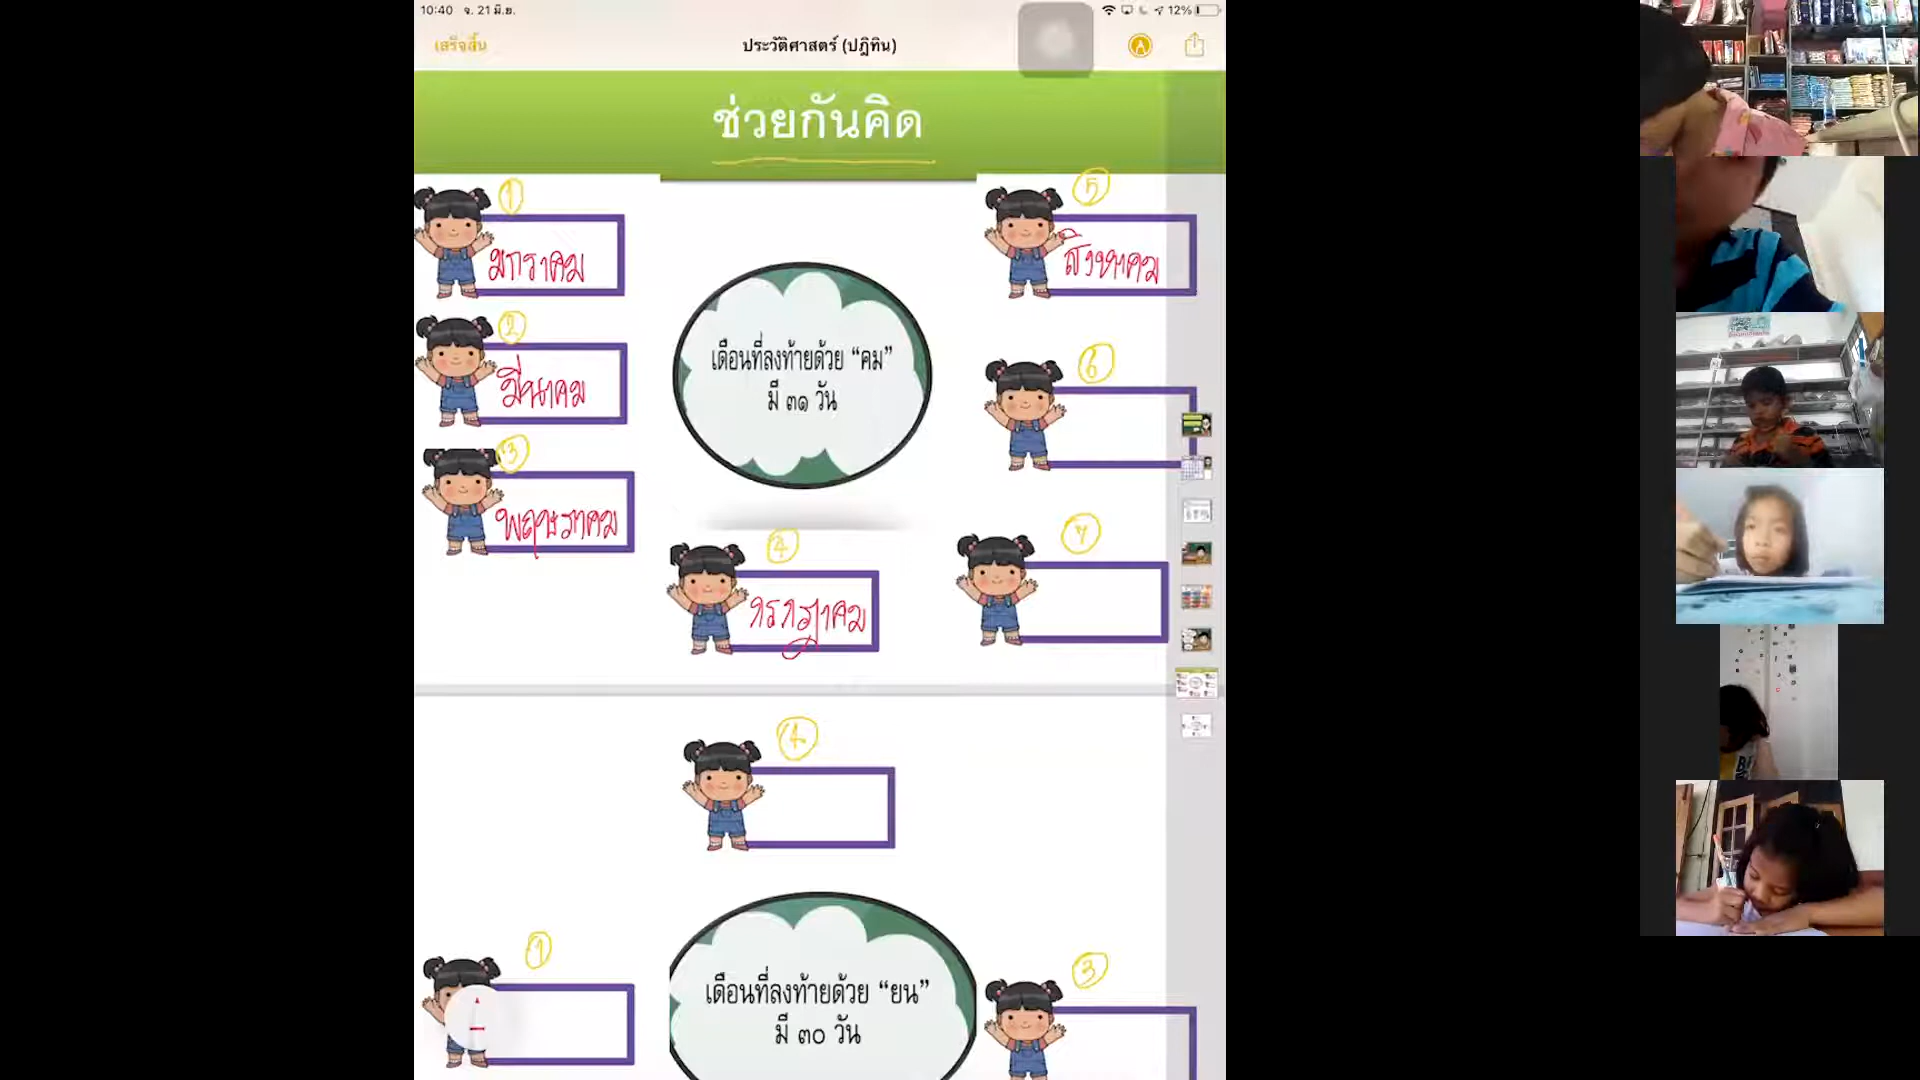 10:40 จ. 21 มิ.ย.
12%
เสร็จสิ้น
ประวัติศาสตร์ (ปฏิทิน)
ช่วยกันคิด
1
มกราคม
2
มีนาคม
3
พฤษภาคม
4
กรกฎาคม
5
สิงหาคม
6
7
เดือนที่ลงท้ายด้วย “คม”
มี ๓๑ วัน
4
1
3
เดือนที่ลงท้ายด้วย “ยน”
มี ๓๐ วัน